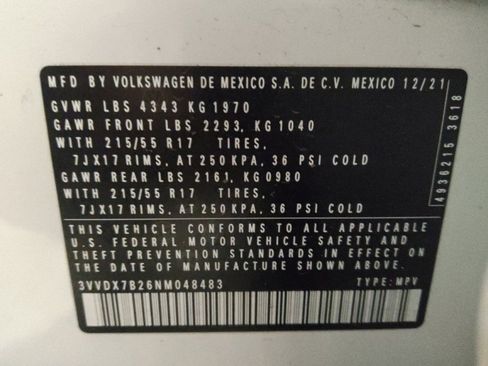 MFD BY VOLKSWAGEN DE MEXICO S.A. DE C.V. MEXICO 12/21
GVWR LBS 4343 KG 1970
GAWR FRONT LBS 2293, KG 1040
WITH 215/55 R17 TIRES,
7JX17 RIMS, AT 250 KPA, 36 PSI COLD
GAWR REAR LBS 2161, KG0980
WITH 215/55 R17 TIRES,
7JX17 RIMS, AT 250 KPA, 36 PSI COLD
THIS VEHICLE CONFORMS TO ALL APPLICABLE
U.S. FEDERAL MOTOR VEHICLE SAFETY AND
THEFT PREVENTION STANDARDS IN EFFECT ON
THE DATE OF MANUFACTURE SHOWN ABOVE.
3VVDX7B26NM048483 TYPE: MPV
4936215 3618